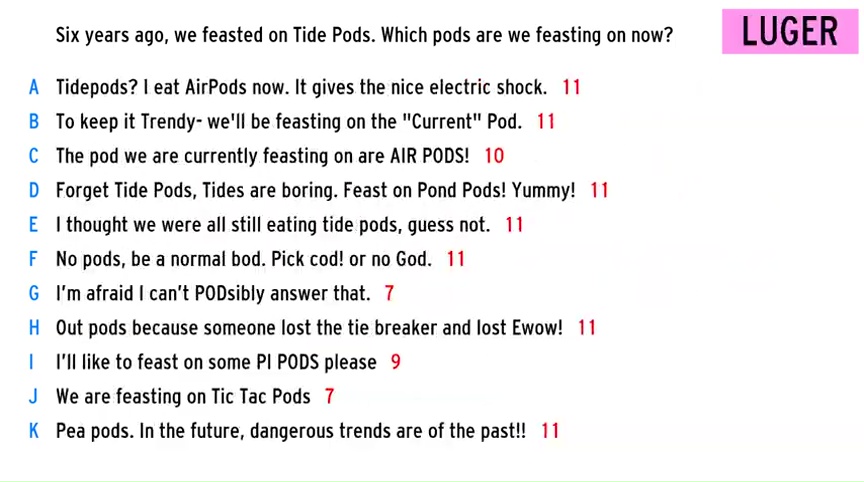 Six years ago, we feasted on Tide Pods. Which pods are we feasting on now?
LUGER
A Tidepods? I eat AirPods now. It gives the nice electric shock. 11
B To keep it Trendy- we'll be feasting on the "Current" Pod. 11
C The pod we are currently feasting on are AIR PODS! 10
D Forget Tide Pods, Tides are boring. Feast on Pond Pods! Yummy! 11
E I thought we were all still eating tide pods, guess not. 11
F No pods, be a normal bod. Pick cod! or no God. 11
G I'm afraid I can't PODsibly answer that. 7
H Out pods because someone lost the tie breaker and lost Ewow! 11
I I'll like to feast on some PI PODS please 9
J We are feasting on Tic Tac Pods 7
K Pea pods. In the future, dangerous trends are of the past!! 11